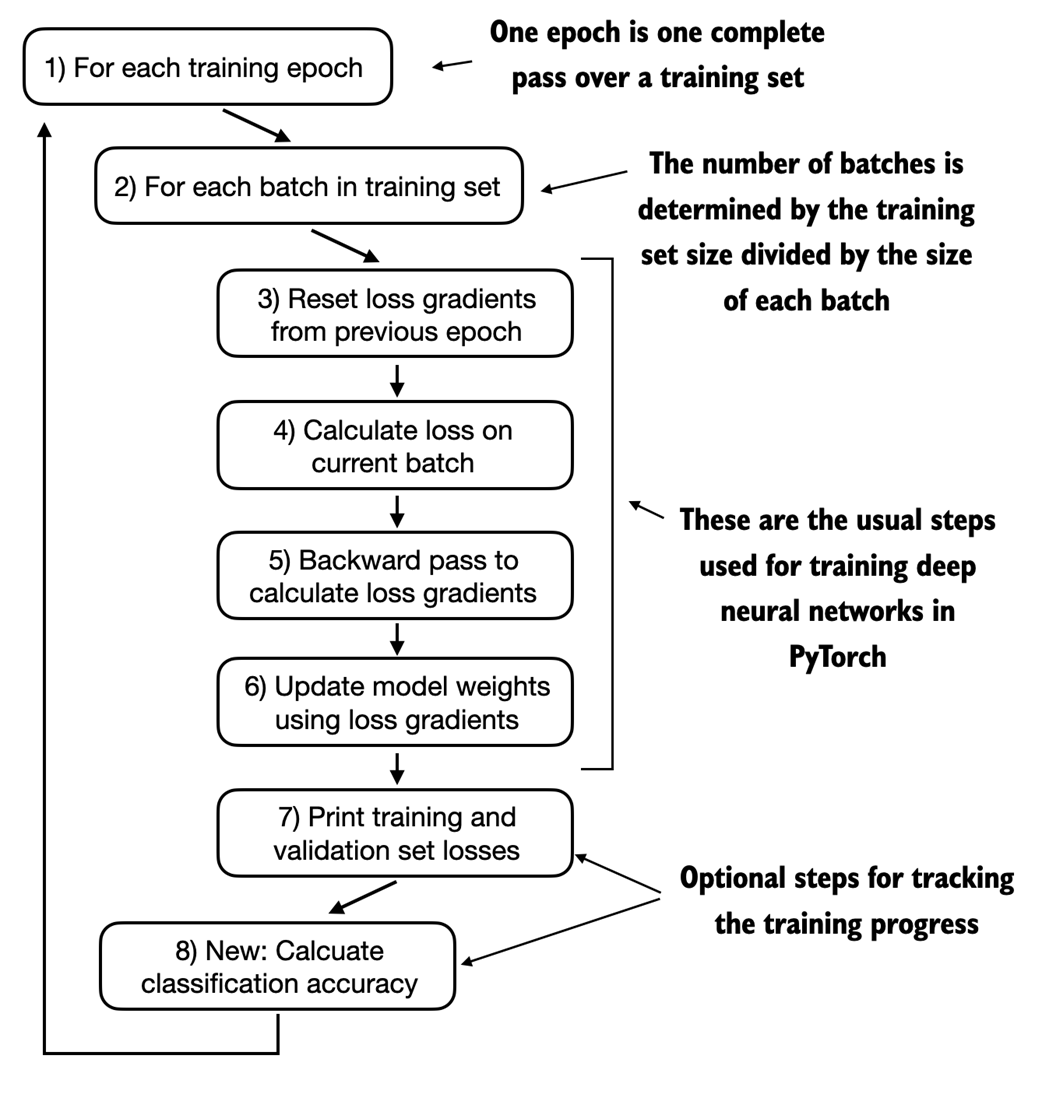 One epoch is one complete
pass over a training set
1) For each training epoch
2) For each batch in training set
The number of batches is
determined by the training
set size divided by the size
of each batch
3) Reset loss gradients
from previous epoch
4) Calculate loss on
current batch
5) Backward pass to
calculate loss gradients
6) Update model weights
using loss gradients
These are the usual steps
used for training deep
neural networks in
PyTorch
7) Print training and
validation set losses
8) New: Calcuate
classification accuracy
Optional steps for tracking
the training progress